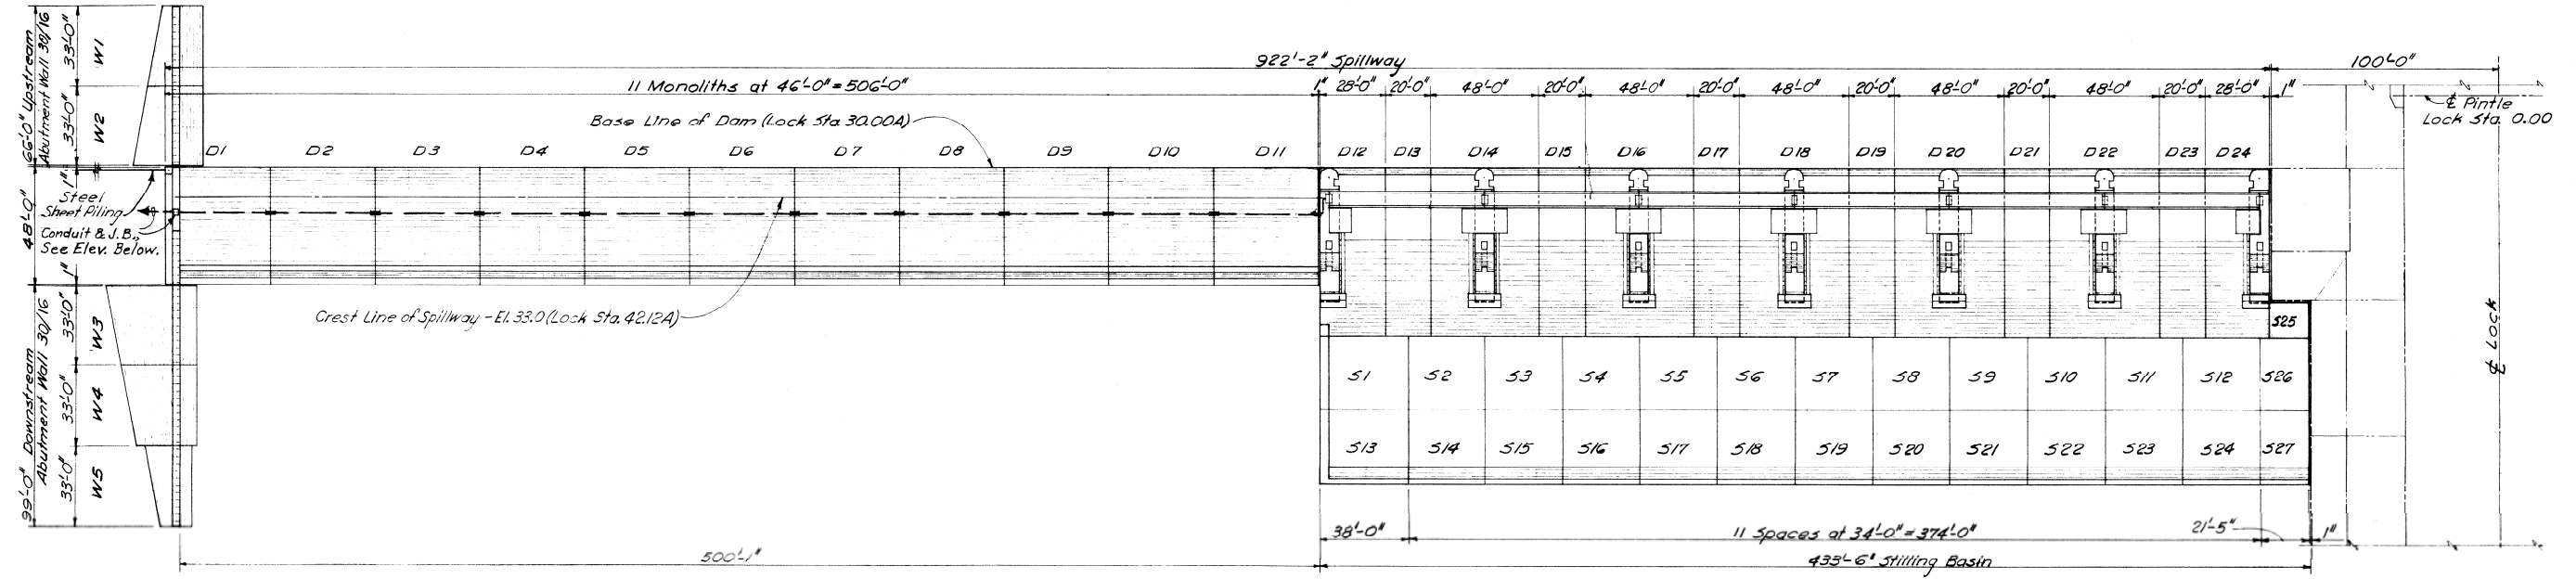 922'-2" Spillway
100'-0"
11 Monoliths at 46'-0" = 506'-0"
1" 28'-0" 20'-0" 48'-0" 20'-0" 48'-0" 20'-0" 48'-0" 20'-0" 48'-0" 20'-0" 48'-0" 20'-0" 28'-0" 1"
℄ Pintle
Lock Sta. 0.00
Base Line of Dam (Lock Sta 30.00A)
66'-0" Upstream
Abutment Wall 30/16
33'-0"
33'-0"
W1
W2
D1 D2 D3 D4 D5 D6 D7 D8 D9 D10 D11 D12 D13 D14 D15 D16 D17 D18 D19 D20 D21 D22 D23 D24
1"
48'-0"
1"
Steel
Sheet Piling
Conduit & J.B.,
See Elev. Below.
Crest Line of Spillway - El. 33.0 (Lock Sta. 42.12A)
99'-0" Downstream
Abutment Wall 30/16
33'-0"
33'-0"
33'-0"
W3
W4
W5
S25
℄ Lock
S1 S2 S3 S4 S5 S6 S7 S8 S9 S10 S11 S12 S26
S13 S14 S15 S16 S17 S18 S19 S20 S21 S22 S23 S24 S27
38'-0"
11 Spaces at 34'-0" = 374'-0"
21'-5"
1"
500'-1"
433'-6" Stilling Basin